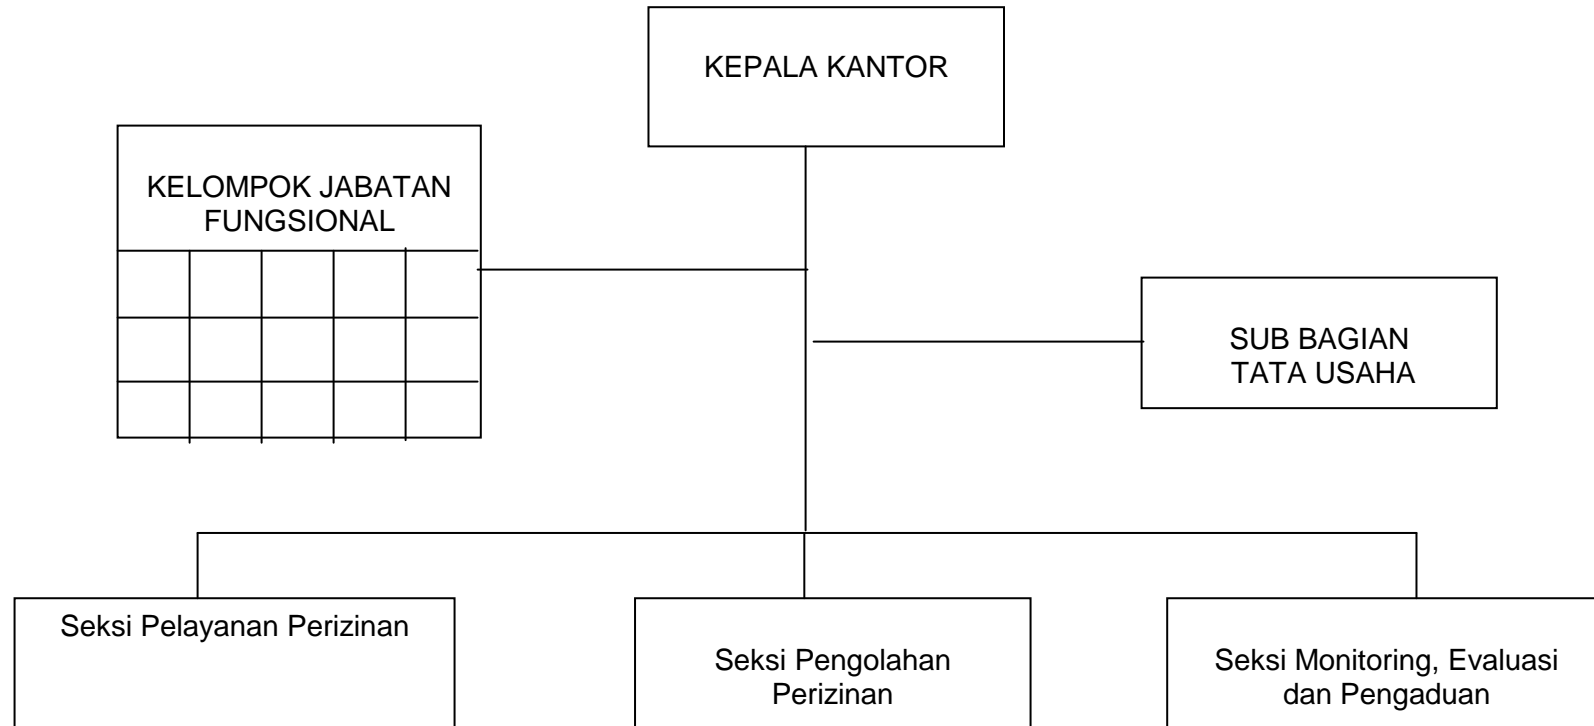 KEPALA KANTOR
KELOMPOK JABATAN
FUNGSIONAL
SUB BAGIAN
TATA USAHA
Seksi Pelayanan Perizinan
Seksi Pengolahan
Perizinan
Seksi Monitoring, Evaluasi
dan Pengaduan